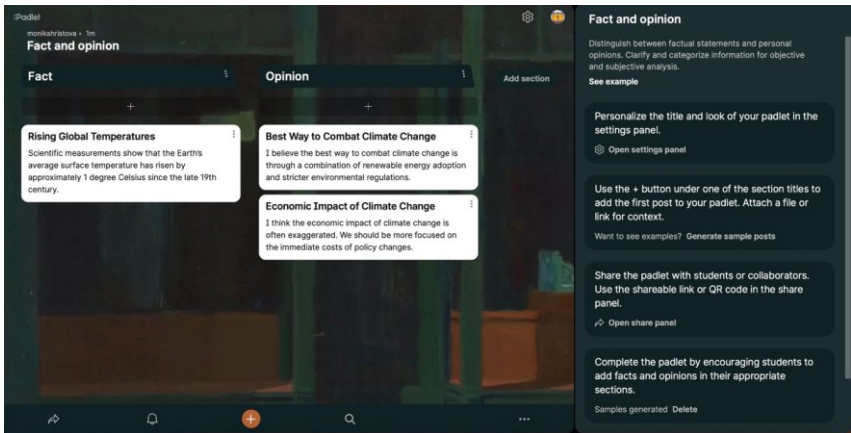 :Padlet
monikahristova • 1m
Fact and opinion
Fact
Opinion
Add section
+
+
Rising Global Temperatures
Scientific measurements show that the Earth's
average surface temperature has risen by
approximately 1 degree Celsius since the late 19th
century.
Best Way to Combat Climate Change
I believe the best way to combat climate change is
through a combination of renewable energy adoption
and stricter environmental regulations.
Economic Impact of Climate Change
I think the economic impact of climate change is
often exaggerated. We should be more focused on
the immediate costs of policy changes.
Fact and opinion
Distinguish between factual statements and personal
opinions. Clarify and categorize information for objective
and subjective analysis.
See example
Personalize the title and look of your padlet in the
settings panel.
Open settings panel
Use the + button under one of the section titles to
add the first post to your padlet. Attach a file or
link for context.
Want to see examples? Generate sample posts
Share the padlet with students or collaborators.
Use the shareable link or QR code in the share
panel.
Open share panel
Complete the padlet by encouraging students to
add facts and opinions in their appropriate
sections.
Samples generated Delete